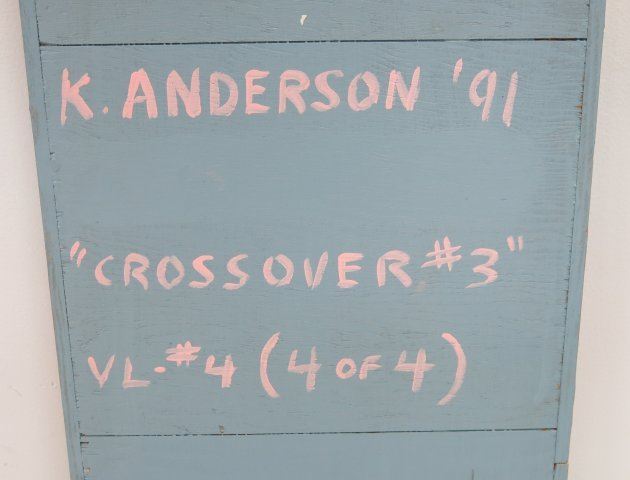 K. ANDERSON '91
"CROSSOVER #3"
VL. #4 (4 OF 4)